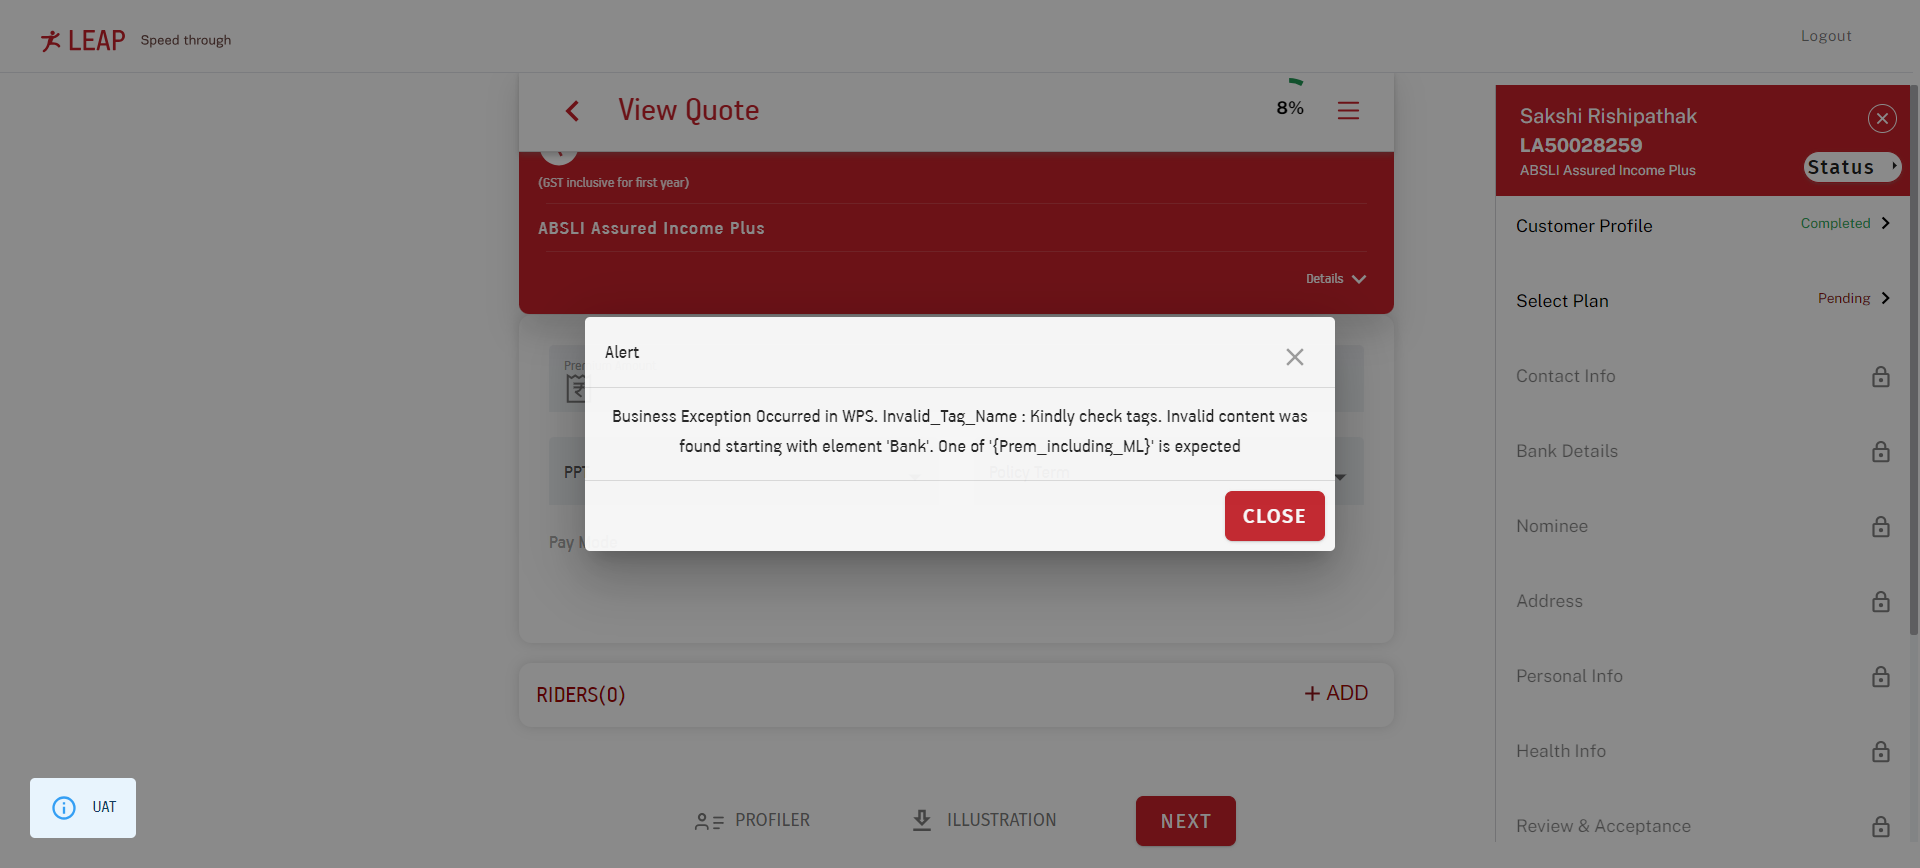 LEAP Speed through
Logout
View Quote
8%
(GST inclusive for first year)
ABSLI Assured Income Plus
Details
Alert
Business Exception Occurred in WPS. Invalid_Tag_Name : Kindly check tags. Invalid content was
found starting with element 'Bank'. One of '{Prem_including_ML}' is expected
Policy Term
CLOSE
Pay Mode
RIDERS(0)
+ ADD
PROFILER
ILLUSTRATION
NEXT
UAT
Sakshi Rishipathak
LA50028259
ABSLI Assured Income Plus
Status
Customer Profile
Completed
Select Plan
Pending
Contact Info
Bank Details
Nominee
Address
Personal Info
Health Info
Review & Acceptance